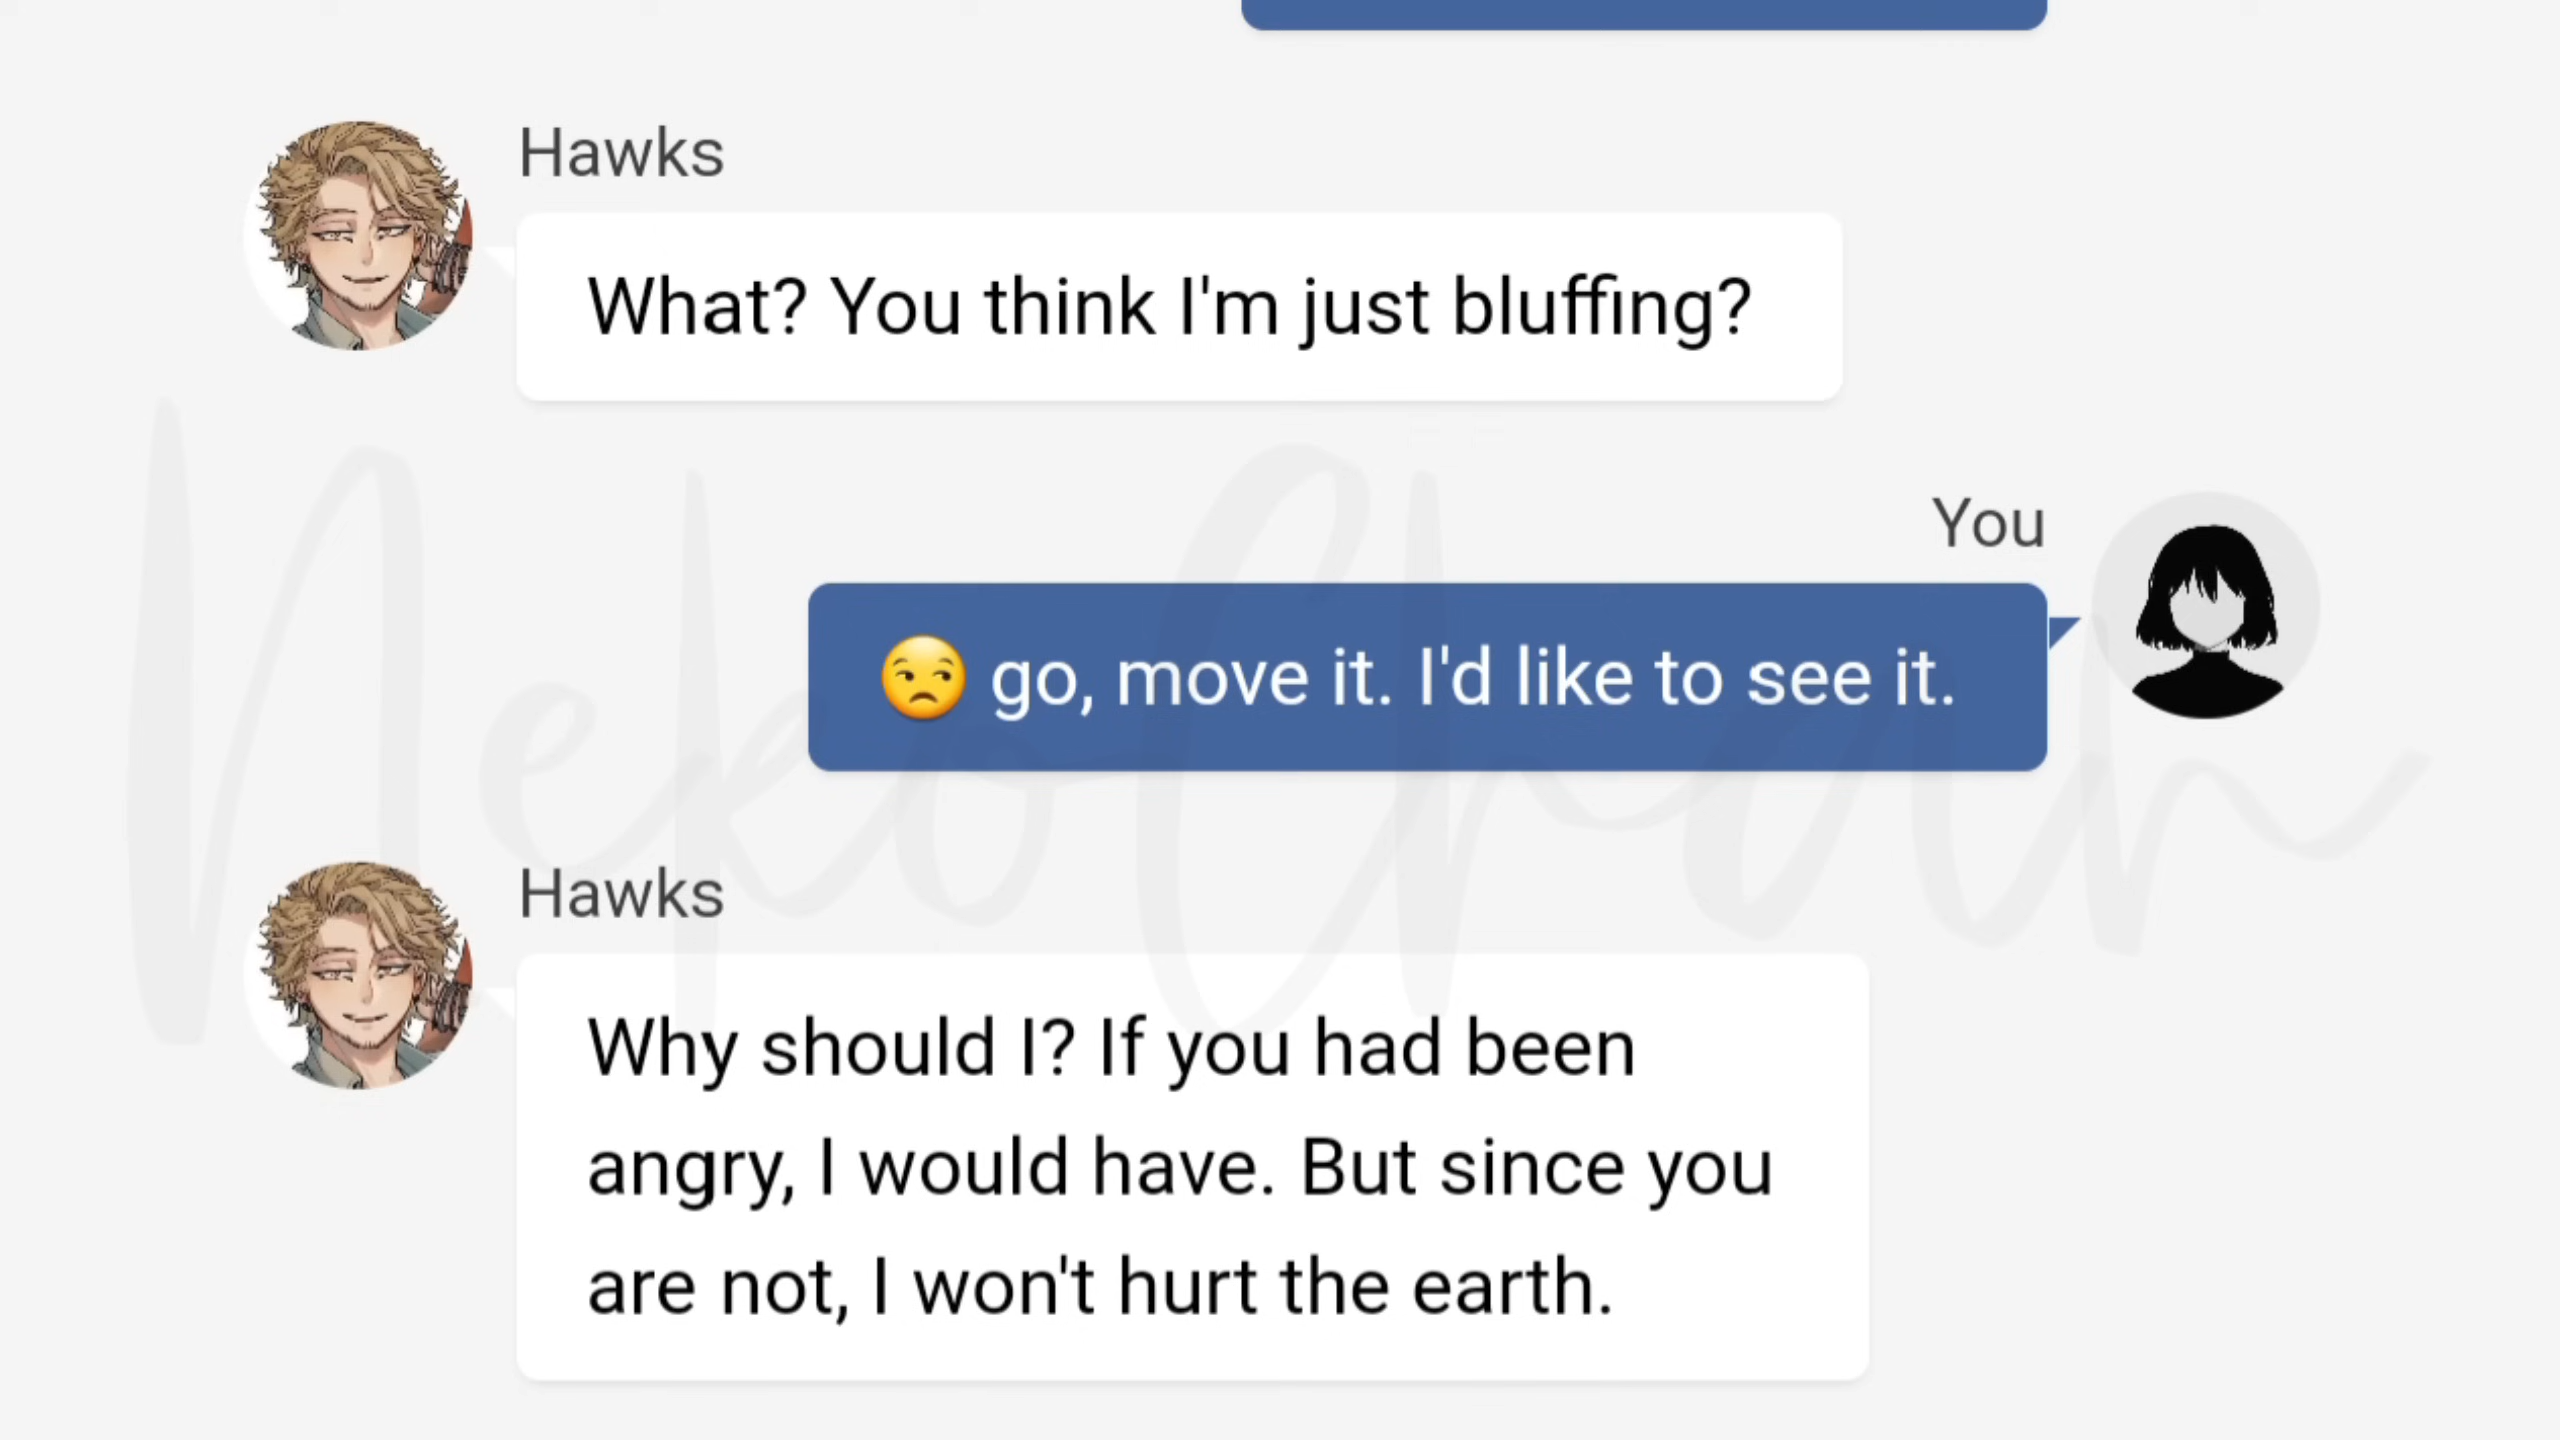 Hawks
What? You think I'm just bluffing?
You
😒 go, move it. I'd like to see it.
NekoChan
Hawks
Why should I? If you had been
angry, I would have. But since you
are not, I won't hurt the earth.